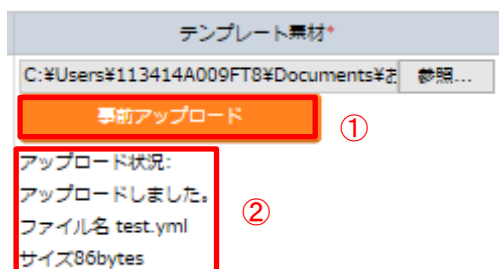 テンプレート素材*
C:¥Users¥113414A009FT8¥Documents¥お 参照...
事前アップロード
①
アップロード状況:
アップロードしました。
②
ファイル名 test.yml
サイズ86bytes